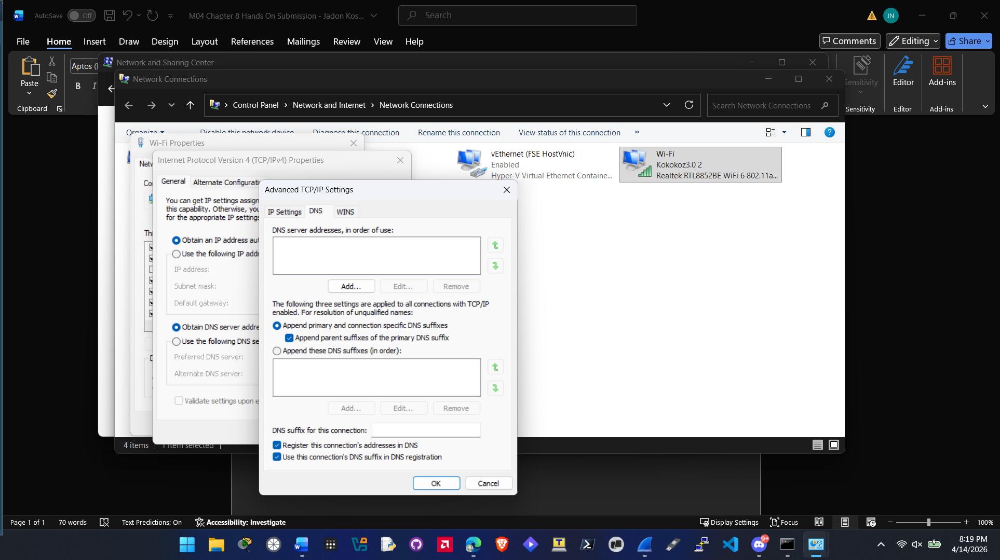 AutoSave Off M04 Chapter 8 Hands On Submission - Jadon Kos... Search JN
File Home Insert Draw Design Layout References Mailings Review View Help Comments Editing Share
Network and Sharing Center
Paste Aptos (
B I
Clipboard
Sensitivity Editor Add-ins
Sensitivity Editor Add-ins
Network Connections
Control Panel › Network and Internet › Network Connections Search Network Connections
Organize Disable this network device Diagnose this connection Rename this connection View status of this connection »
vEthernet (FSE HostVnic)
Enabled
Hyper-V Virtual Ethernet Containe...
Wi-Fi
Kokokoz3.0 2
Realtek RTL8852BE WiFi 6 802.11a...
4 items 1 item selected
Wi-Fi Properties
Internet Protocol Version 4 (TCP/IPv4) Properties
General Alternate Configurati
You can get IP settings assign
this capability. Otherwise, you
for the appropriate IP settings
Obtain an IP address aut
Use the following IP addr
IP address:
Subnet mask:
Default gateway:
Obtain DNS server addre
Use the following DNS se
Preferred DNS server:
Alternate DNS server:
Validate settings upon e
Advanced TCP/IP Settings
IP Settings DNS WINS
DNS server addresses, in order of use:
Add... Edit... Remove
The following three settings are applied to all connections with TCP/IP
enabled. For resolution of unqualified names:
Append primary and connection specific DNS suffixes
Append parent suffixes of the primary DNS suffix
Append these DNS suffixes (in order):
Add... Edit... Remove
DNS suffix for this connection:
Register this connection's addresses in DNS
Use this connection's DNS suffix in DNS registration
OK Cancel
Page 1 of 1 70 words Text Predictions: On Accessibility: Investigate Display Settings Focus 100%
9+
8:19 PM
4/14/2026